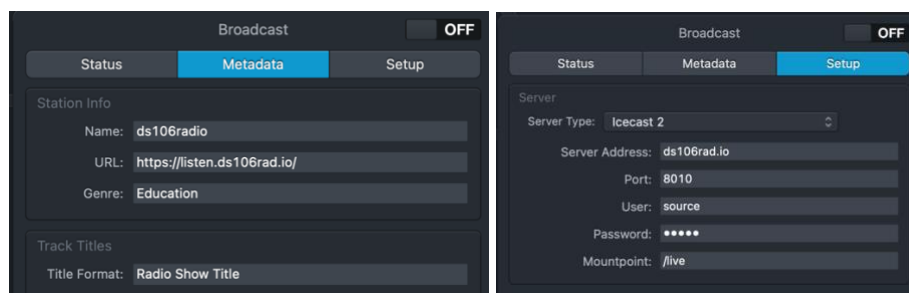 Broadcast OFF
Status Metadata Setup
Station Info
Name: ds106radio
URL: https://listen.ds106rad.io/
Genre: Education
Track Titles
Title Format: Radio Show Title
Broadcast OFF
Status Metadata Setup
Server
Server Type: Icecast 2
Server Address: ds106rad.io
Port: 8010
User: source
Password: •••••
Mountpoint: /live